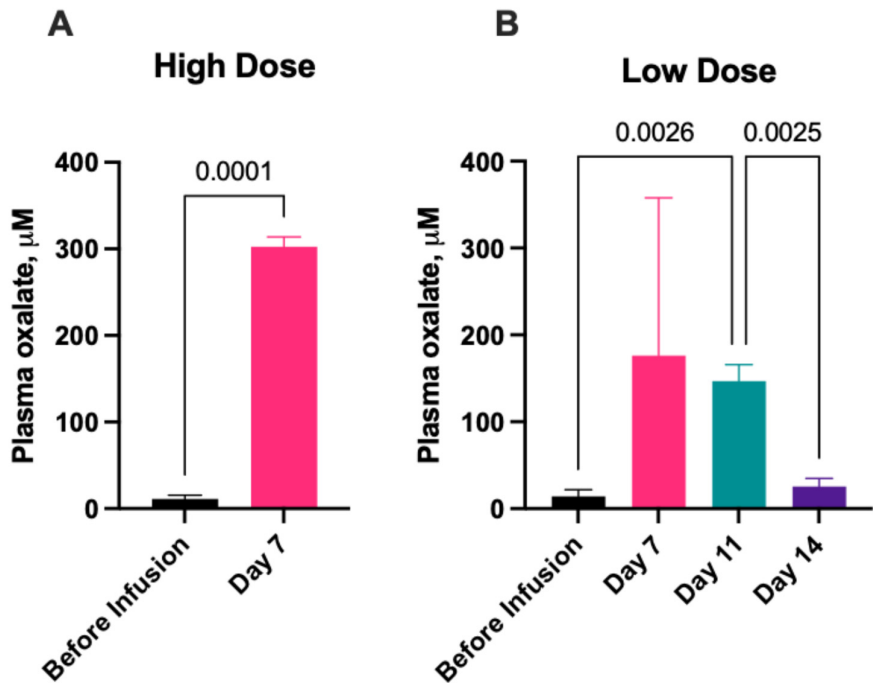 A
High Dose
0.0001
Plasma oxalate, μM
400
300
200
100
0
Before Infusion
Day 7
B
Low Dose
0.0026
0.0025
Plasma oxalate, μM
400
300
200
100
0
Before Infusion
Day 7
Day 11
Day 14